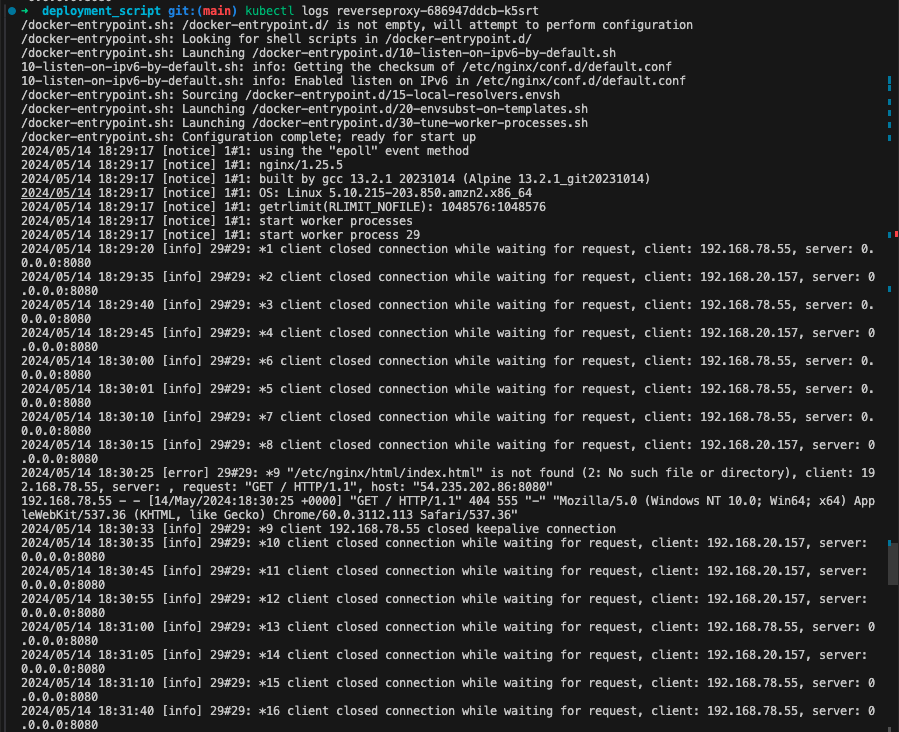 → deployment_script git:(main) kubectl logs reverseproxy-686947ddcb-k5srt
/docker-entrypoint.sh: /docker-entrypoint.d/ is not empty, will attempt to perform configuration
/docker-entrypoint.sh: Looking for shell scripts in /docker-entrypoint.d/
/docker-entrypoint.sh: Launching /docker-entrypoint.d/10-listen-on-ipv6-by-default.sh
10-listen-on-ipv6-by-default.sh: info: Getting the checksum of /etc/nginx/conf.d/default.conf
10-listen-on-ipv6-by-default.sh: info: Enabled listen on IPv6 in /etc/nginx/conf.d/default.conf
/docker-entrypoint.sh: Sourcing /docker-entrypoint.d/15-local-resolvers.envsh
/docker-entrypoint.sh: Launching /docker-entrypoint.d/20-envsubst-on-templates.sh
/docker-entrypoint.sh: Launching /docker-entrypoint.d/30-tune-worker-processes.sh
/docker-entrypoint.sh: Configuration complete; ready for start up
2024/05/14 18:29:17 [notice] 1#1: using the "epoll" event method
2024/05/14 18:29:17 [notice] 1#1: nginx/1.25.5
2024/05/14 18:29:17 [notice] 1#1: built by gcc 13.2.1 20231014 (Alpine 13.2.1_git20231014)
2024/05/14 18:29:17 [notice] 1#1: OS: Linux 5.10.215-203.850.amzn2.x86_64
2024/05/14 18:29:17 [notice] 1#1: getrlimit(RLIMIT_NOFILE): 1048576:1048576
2024/05/14 18:29:17 [notice] 1#1: start worker processes
2024/05/14 18:29:17 [notice] 1#1: start worker process 29
2024/05/14 18:29:20 [info] 29#29: *1 client closed connection while waiting for request, client: 192.168.78.55, server: 0.
0.0.0:8080
2024/05/14 18:29:35 [info] 29#29: *2 client closed connection while waiting for request, client: 192.168.20.157, server: 0
.0.0.0:8080
2024/05/14 18:29:40 [info] 29#29: *3 client closed connection while waiting for request, client: 192.168.78.55, server: 0.
0.0.0:8080
2024/05/14 18:29:45 [info] 29#29: *4 client closed connection while waiting for request, client: 192.168.20.157, server: 0
.0.0.0:8080
2024/05/14 18:30:00 [info] 29#29: *6 client closed connection while waiting for request, client: 192.168.78.55, server: 0.
0.0.0:8080
2024/05/14 18:30:01 [info] 29#29: *5 client closed connection while waiting for request, client: 192.168.78.55, server: 0.
0.0.0:8080
2024/05/14 18:30:10 [info] 29#29: *7 client closed connection while waiting for request, client: 192.168.78.55, server: 0.
0.0.0:8080
2024/05/14 18:30:15 [info] 29#29: *8 client closed connection while waiting for request, client: 192.168.20.157, server: 0
.0.0.0:8080
2024/05/14 18:30:25 [error] 29#29: *9 "/etc/nginx/html/index.html" is not found (2: No such file or directory), client: 19
2.168.78.55, server: , request: "GET / HTTP/1.1", host: "54.235.202.86:8080"
192.168.78.55 - - [14/May/2024:18:30:25 +0000] "GET / HTTP/1.1" 404 555 "-" "Mozilla/5.0 (Windows NT 10.0; Win64; x64) App
leWebKit/537.36 (KHTML, like Gecko) Chrome/60.0.3112.113 Safari/537.36"
2024/05/14 18:30:33 [info] 29#29: *9 client 192.168.78.55 closed keepalive connection
2024/05/14 18:30:35 [info] 29#29: *10 client closed connection while waiting for request, client: 192.168.20.157, server:
0.0.0.0:8080
2024/05/14 18:30:45 [info] 29#29: *11 client closed connection while waiting for request, client: 192.168.20.157, server:
0.0.0.0:8080
2024/05/14 18:30:55 [info] 29#29: *12 client closed connection while waiting for request, client: 192.168.20.157, server:
0.0.0.0:8080
2024/05/14 18:31:00 [info] 29#29: *13 client closed connection while waiting for request, client: 192.168.78.55, server: 0
.0.0.0:8080
2024/05/14 18:31:05 [info] 29#29: *14 client closed connection while waiting for request, client: 192.168.20.157, server:
0.0.0.0:8080
2024/05/14 18:31:10 [info] 29#29: *15 client closed connection while waiting for request, client: 192.168.78.55, server: 0
.0.0.0:8080
2024/05/14 18:31:40 [info] 29#29: *16 client closed connection while waiting for request, client: 192.168.78.55, server: 0
.0.0.0:8080